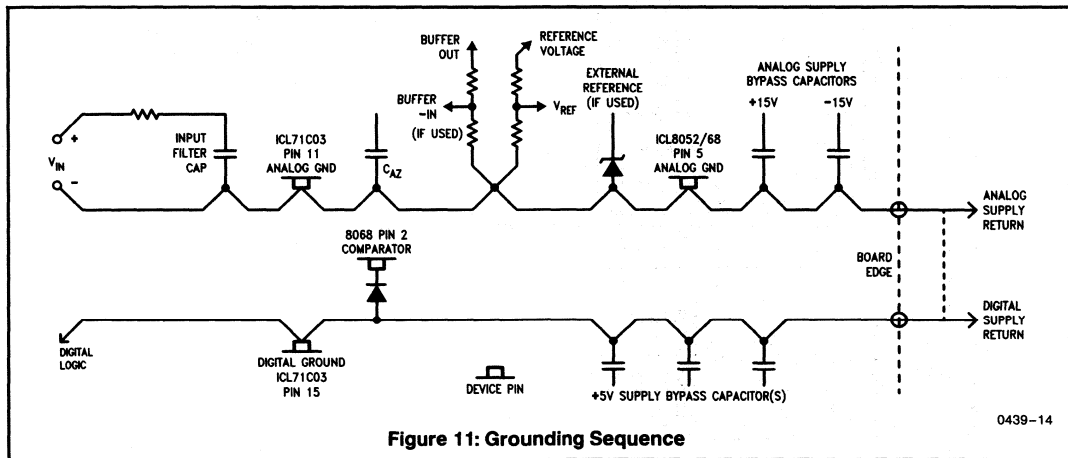 BUFFER
OUT
REFERENCE
VOLTAGE
ANALOG SUPPLY
BYPASS CAPACITORS
EXTERNAL
REFERENCE
(IF USED)
+15V
-15V
BUFFER
-IN
(IF USED)
VREF
+
VIN
-
INPUT
FILTER
CAP
ICL71C03
PIN 11
ANALOG GND
CAZ
ICL8052/68
PIN 5
ANALOG GND
ANALOG
SUPPLY
RETURN
8068 PIN 2
COMPARATOR
BOARD
EDGE
DIGITAL
SUPPLY
RETURN
DIGITAL
LOGIC
DIGITAL GROUND
ICL71C03
PIN 15
DEVICE PIN
+5V SUPPLY BYPASS CAPACITOR(S)
0439-14
Figure 11: Grounding Sequence